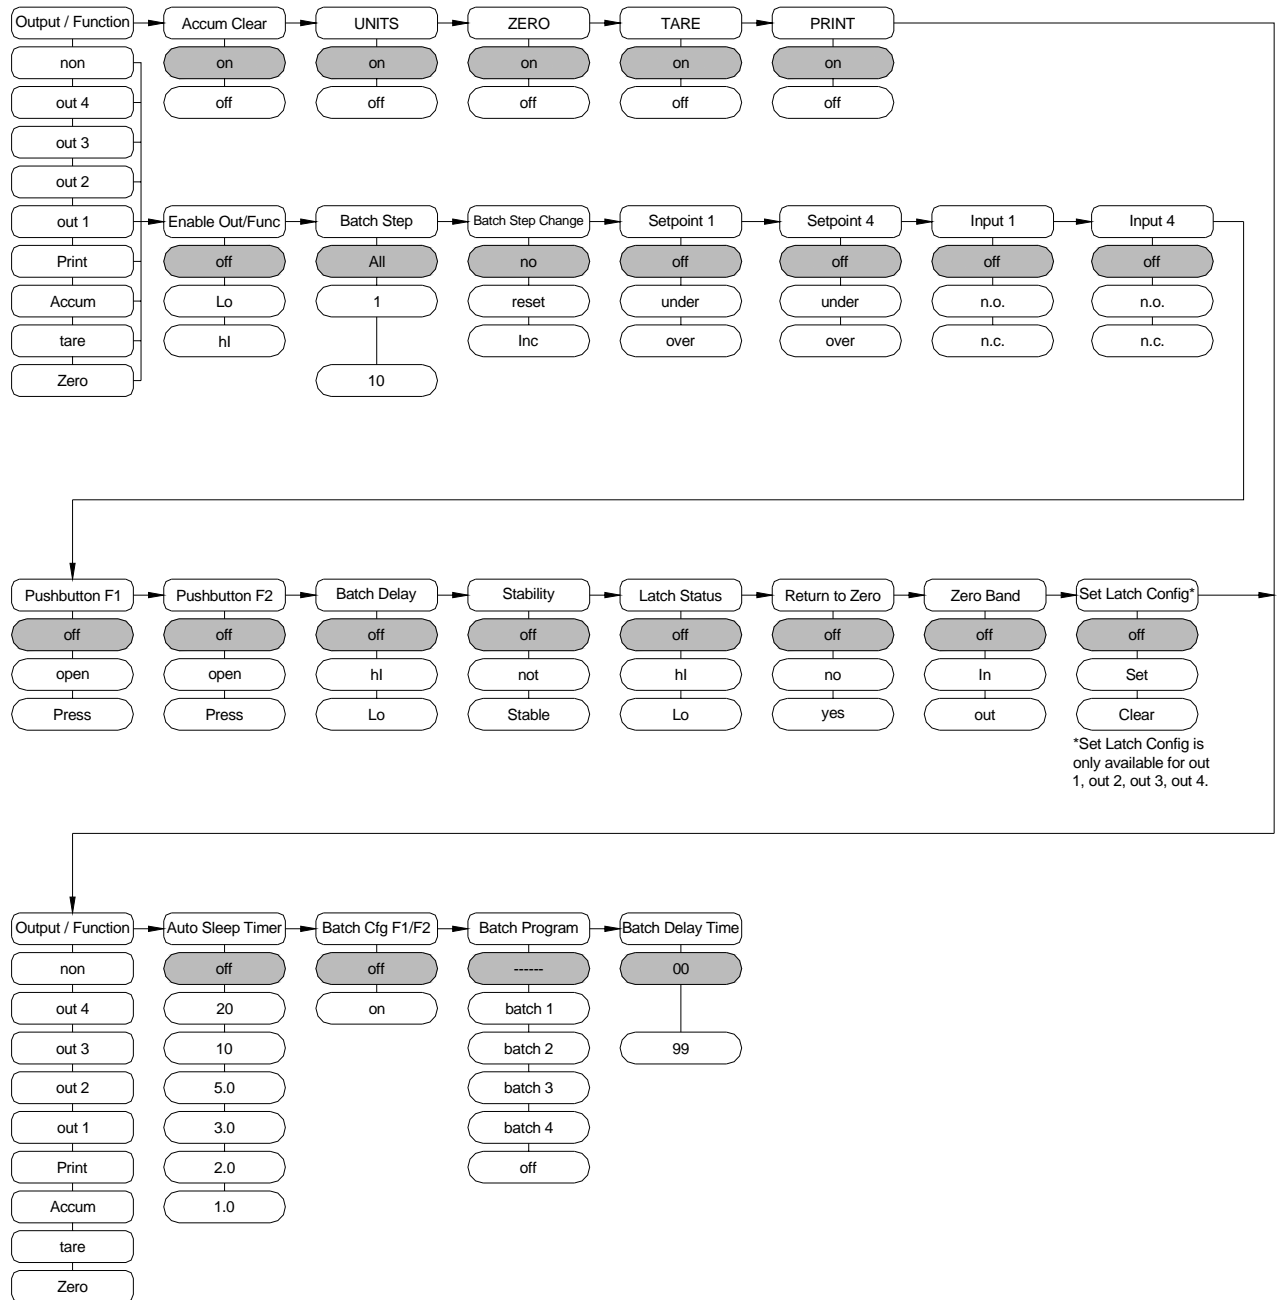 Output / Function
Accum Clear
UNITS
ZERO
TARE
PRINT
non
on
on
on
on
on
out 4
off
off
off
off
off
out 3
out 2
out 1
Enable Out/Func
Batch Step
Batch Step Change
Setpoint 1
Setpoint 4
Input 1
Input 4
Print
off
All
no
off
off
off
off
Accum
Lo
1
reset
under
under
n.o.
n.o.
tare
hI
Inc
over
over
n.c.
n.c.
Zero
10
Pushbutton F1
Pushbutton F2
Batch Delay
Stability
Latch Status
Return to Zero
Zero Band
Set Latch Config*
off
off
off
off
off
off
off
off
open
open
hI
not
hI
no
In
Set
Press
Press
Lo
Stable
Lo
yes
out
Clear
*Set Latch Config is
only available for out
1, out 2, out 3, out 4.
Output / Function
Auto Sleep Timer
Batch Cfg F1/F2
Batch Program
Batch Delay Time
non
off
off
------
00
out 4
20
on
batch 1
out 3
10
batch 2
99
out 2
5.0
batch 3
out 1
3.0
batch 4
Print
2.0
off
Accum
1.0
tare
Zero